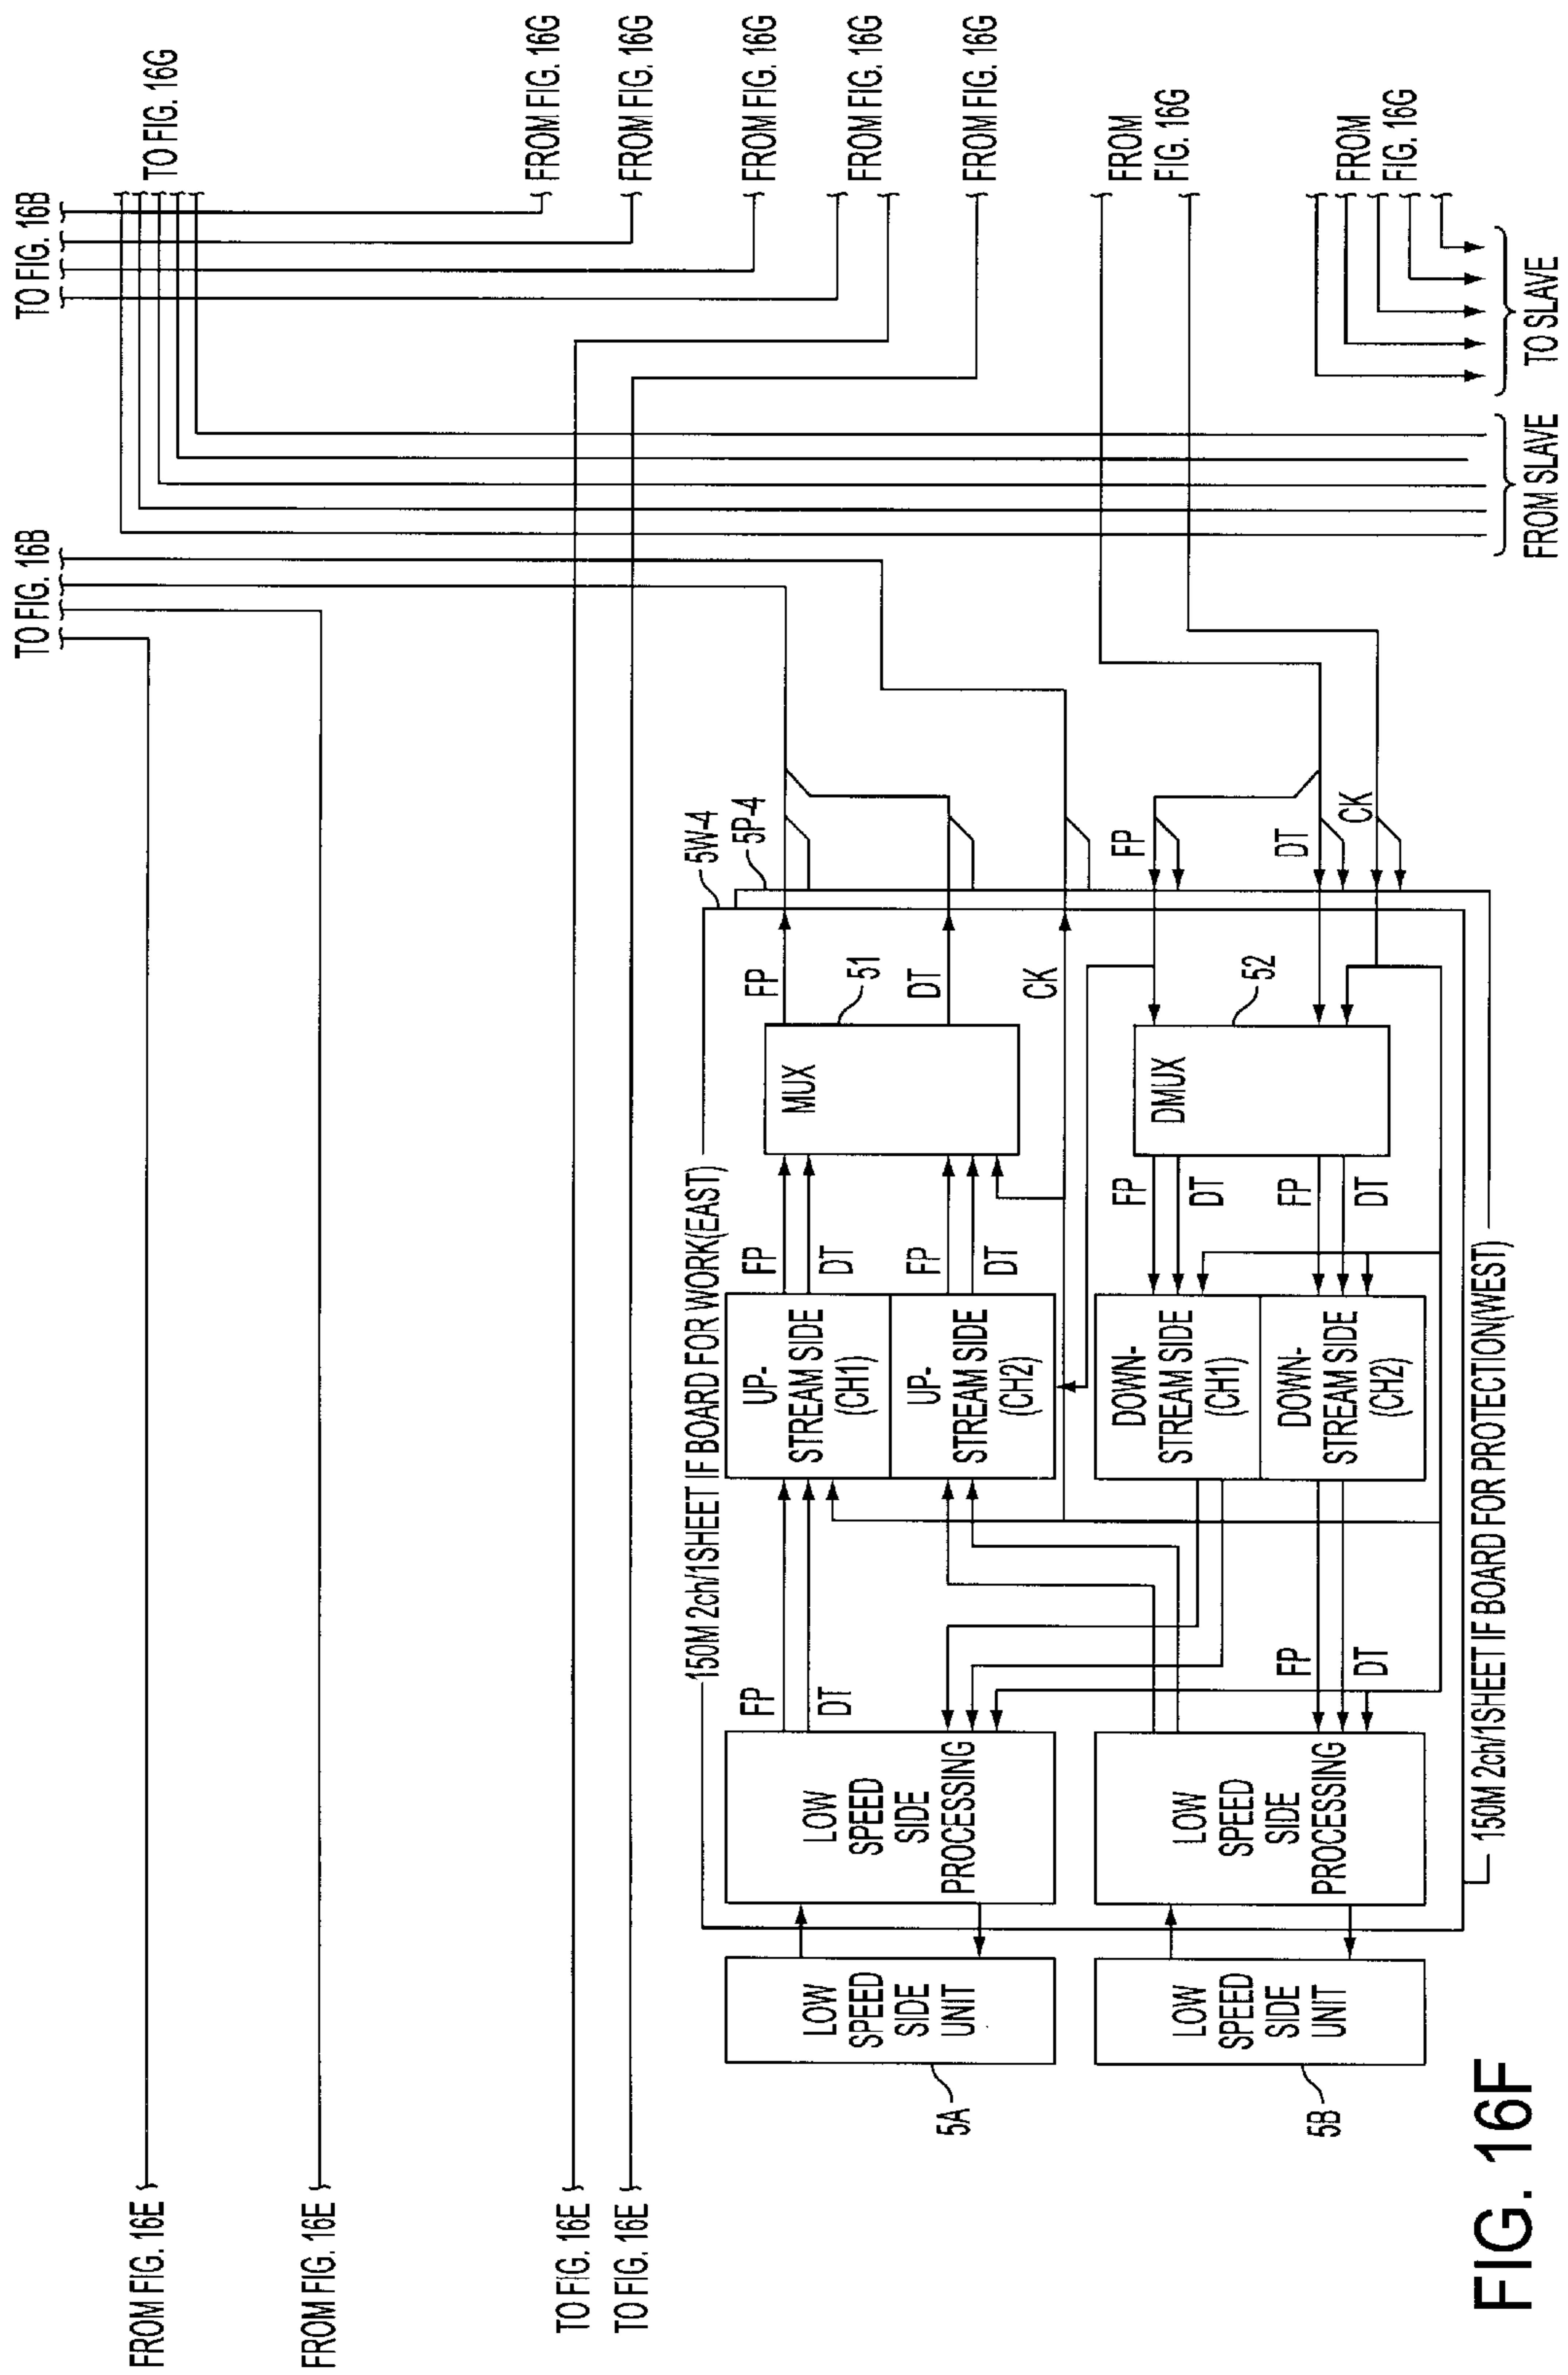 TO FIG. 16B
TO FIG. 16B
TO FIG. 16G
FROM FIG. 16E
FROM FIG. 16E
TO FIG. 16E
TO FIG. 16E
FROM FIG. 16G
FROM FIG. 16G
FROM FIG. 16G
FROM FIG. 16G
FROM FIG. 16G
FROM
FIG. 16G
FROM
FIG. 16G
150M 2ch/1SHEET IF BOARD FOR WORK(EAST)
5W-4
5P-4
LOW
SPEED
SIDE
UNIT
5A
LOW
SPEED
SIDE
PROCESSING
FP
DT
UP-
STREAM SIDE
(CH1)
UP-
STREAM SIDE
(CH2)
FP
DT
FP
DT
MUX
51
FP
DT
CK
LOW
SPEED
SIDE
UNIT
5B
LOW
SPEED
SIDE
PROCESSING
FP
DT
DOWN-
STREAM SIDE
(CH1)
DOWN-
STREAM SIDE
(CH2)
FP
DT
FP
DT
DMUX
52
FP
DT
CK
150M 2ch/1SHEET IF BOARD FOR PROTECTION(WEST)
FROM SLAVE
TO SLAVE
FIG. 16F